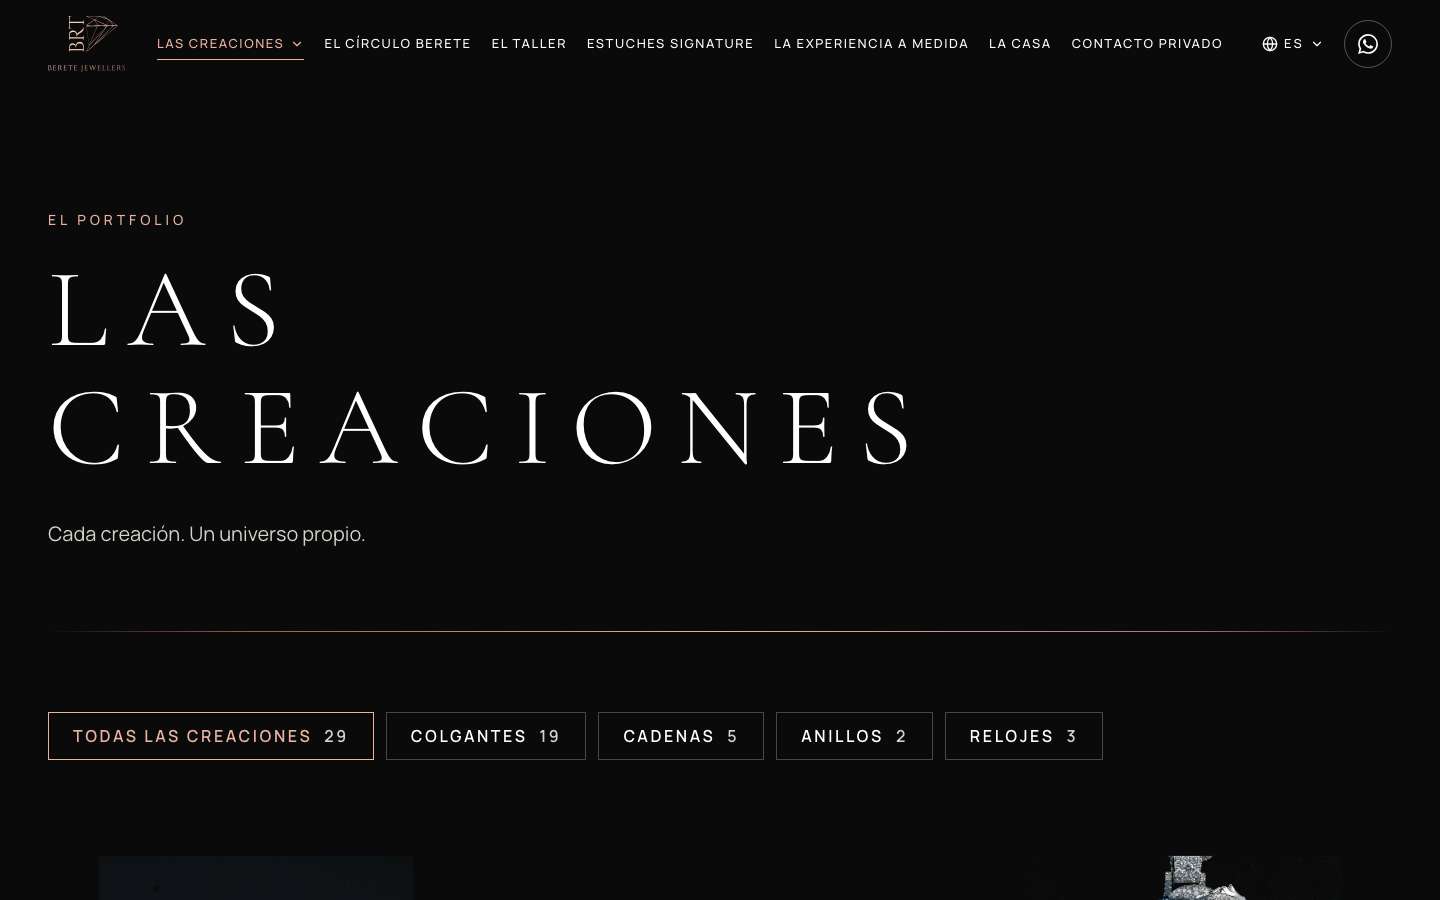 BRT
BERETE JEWELLERS
LAS CREACIONES
EL CÍRCULO BERETE
EL TALLER
ESTUCHES SIGNATURE
LA EXPERIENCIA A MEDIDA
LA CASA
CONTACTO PRIVADO
ES
EL PORTFOLIO
LAS
CREACIONES
Cada creación. Un universo propio.
TODAS LAS CREACIONES 29
COLGANTES 19
CADENAS 5
ANILLOS 2
RELOJES 3